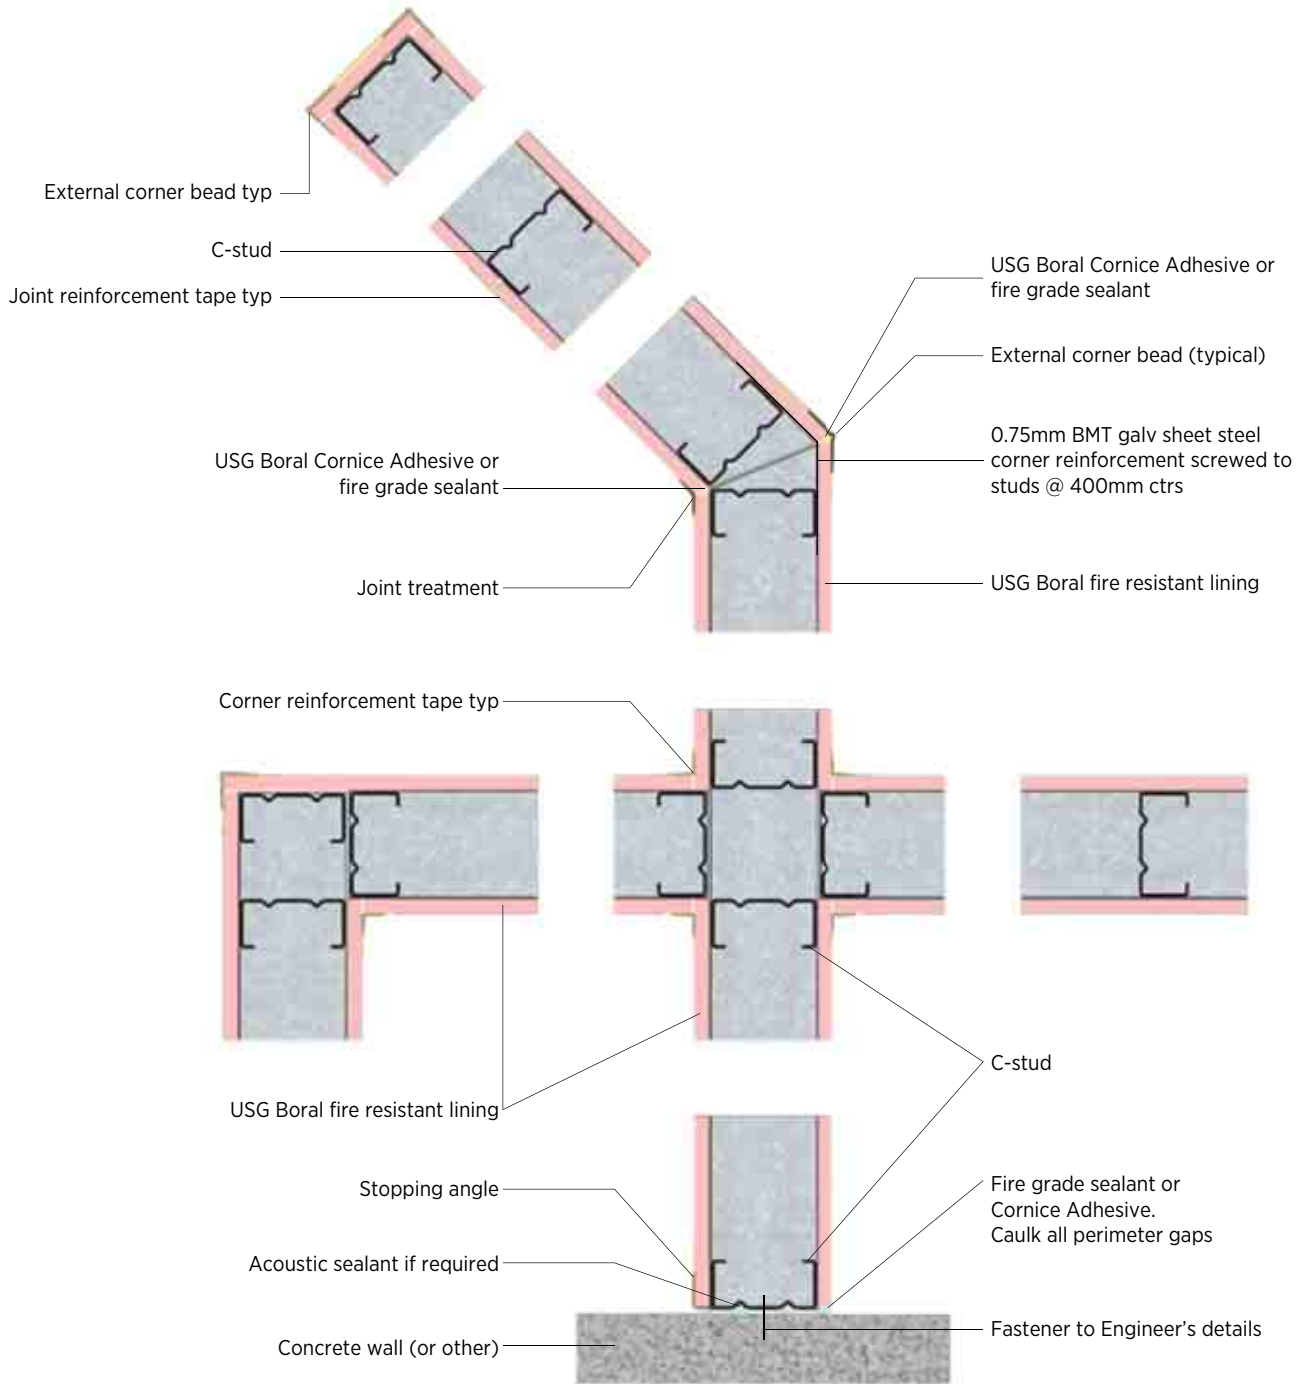 External corner bead typ
C-stud
Joint reinforcement tape typ
USG Boral Cornice Adhesive or
fire grade sealant
External corner bead (typical)
0.75mm BMT galv sheet steel
corner reinforcement screwed to
studs @ 400mm ctrs
USG Boral Cornice Adhesive or
fire grade sealant
Joint treatment
USG Boral fire resistant lining
Corner reinforcement tape typ
C-stud
USG Boral fire resistant lining
Stopping angle
Fire grade sealant or
Cornice Adhesive.
Caulk all perimeter gaps
Acoustic sealant if required
Fastener to Engineer's details
Concrete wall (or other)